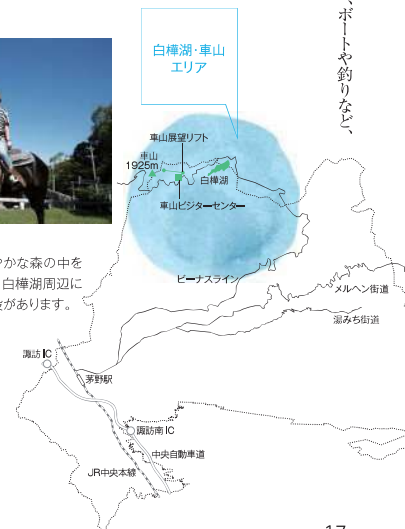 、ボートや釣りなど、
白樺湖・車山
エリア
車山展望リフト
車山
1925m
白樺湖
車山ビジターセンター
やかな森の中を
白樺湖周辺に
があります。
ビーナスライン
メルヘン街道
湯みち街道
諏訪IC
茅野駅
諏訪南IC
中央自動車道
JR中央本線